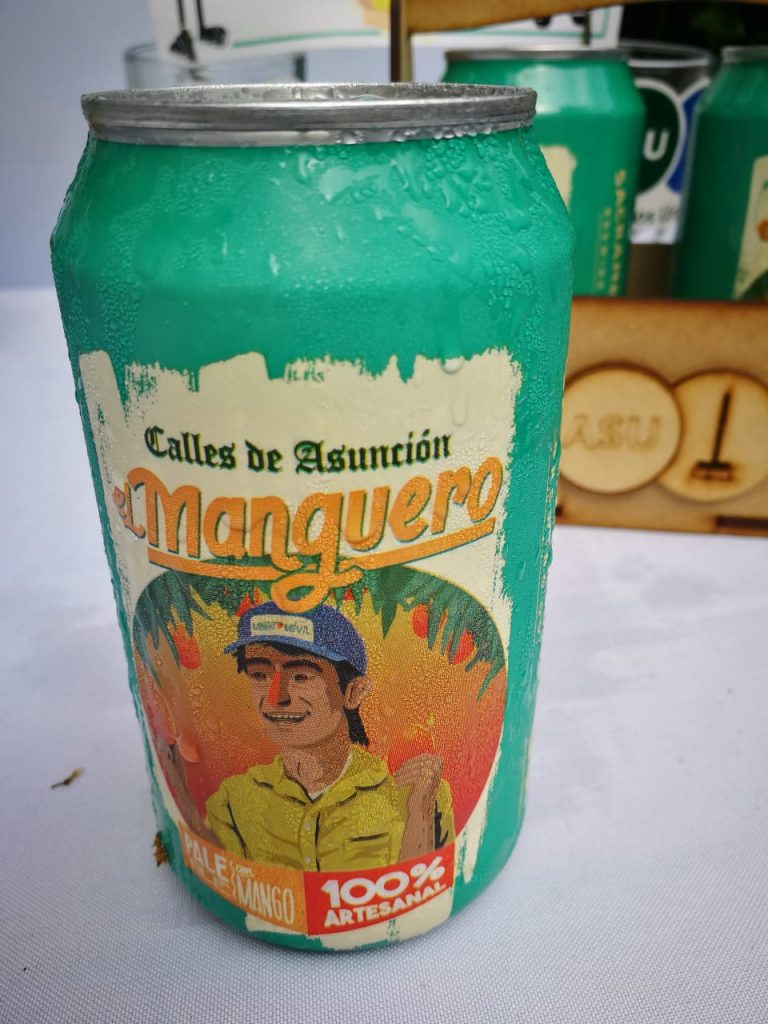 Calles de Asunción
el Manguero
PALE
CON
MANGO
100%
ARTESANAL
ASU
U